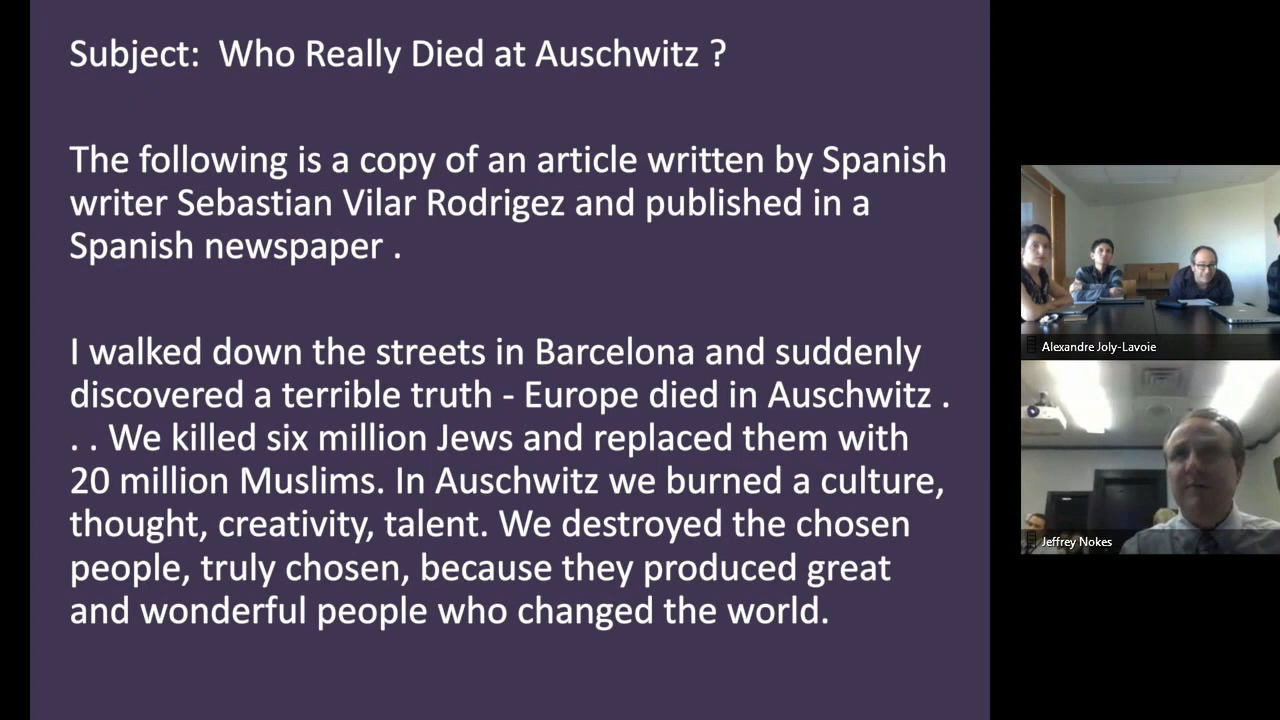 Subject:  Who Really Died at Auschwitz ?
The following is a copy of an article written by Spanish
writer Sebastian Vilar Rodrigez and published in a
Spanish newspaper .
I walked down the streets in Barcelona and suddenly
discovered a terrible truth - Europe died in Auschwitz .
. . We killed six million Jews and replaced them with
20 million Muslims. In Auschwitz we burned a culture,
thought, creativity, talent. We destroyed the chosen
people, truly chosen, because they produced great
and wonderful people who changed the world.
Alexandre Joly-Lavoie
Jeffrey Nokes